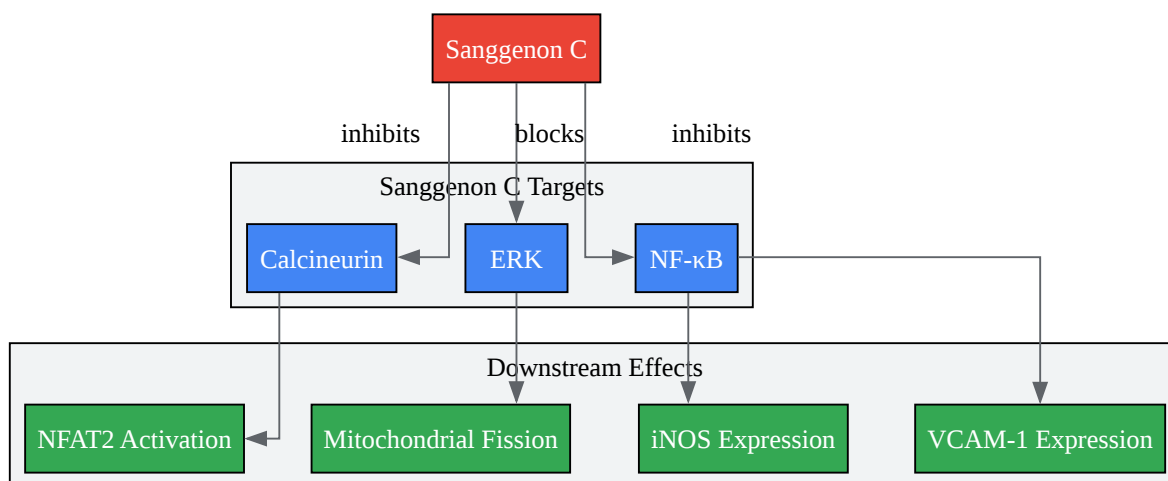 Sanggenon C
inhibits
blocks
inhibits
Sanggenon C Targets
Calcineurin
ERK
NF-κB
Downstream Effects
NFAT2 Activation
Mitochondrial Fission
iNOS Expression
VCAM-1 Expression